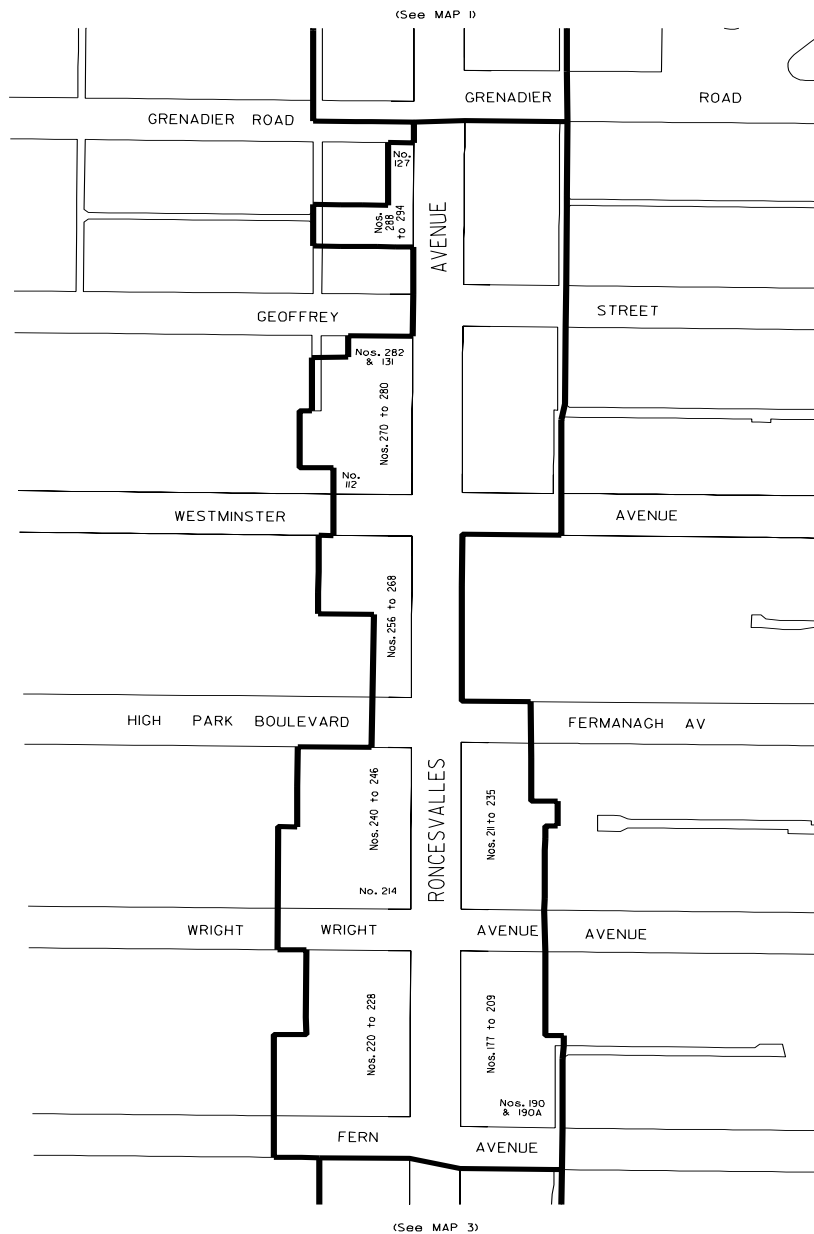 (See MAP 1)
GRENADIER ROAD
GRENADIER ROAD
No.
127
Nos.
288
to 294
AVENUE
GEOFFREY STREET
Nos. 282
& 131
Nos. 270 to 280
No.
112
WESTMINSTER AVENUE
Nos. 256 to 268
HIGH PARK BOULEVARD FERMANAGH AV
Nos. 240 to 246
RONCESVALLES
Nos. 211 to 235
No. 214
WRIGHT WRIGHT AVENUE AVENUE
Nos. 220 to 228
Nos. 177 to 209
Nos. 190
& 190A
FERN AVENUE
(See MAP 3)